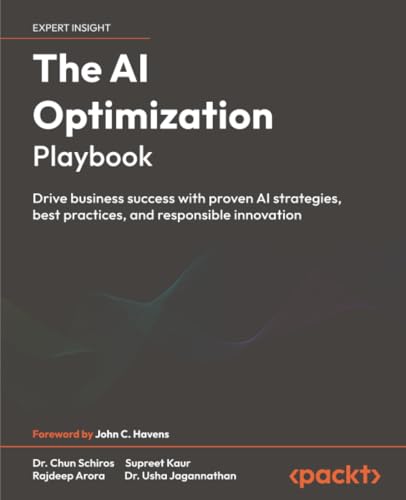 EXPERT INSIGHT
The AI
Optimization
Playbook
Drive business success with proven AI strategies,
best practices, and responsible innovation
Foreword by John C. Havens
Dr. Chun Schiros Supreet Kaur
Rajdeep Arora Dr. Usha Jagannathan
<packt>